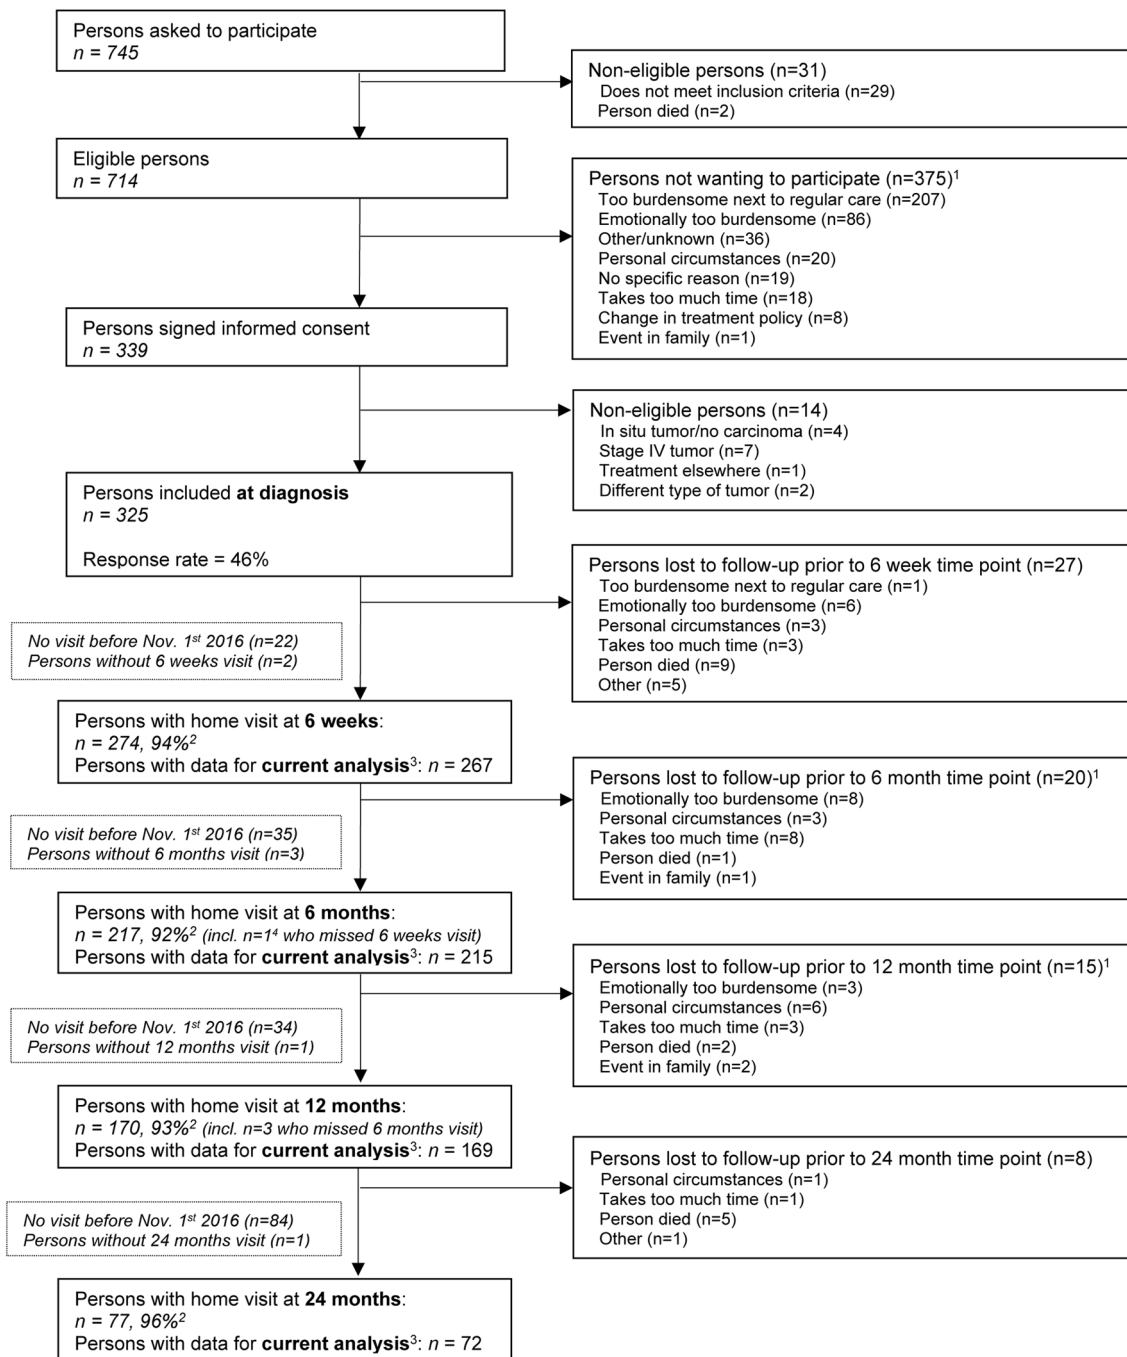 Persons asked to participate
n = 745
Non-eligible persons (n=31)
Does not meet inclusion criteria (n=29)
Person died (n=2)
Eligible persons
n = 714
Persons not wanting to participate (n=375)¹
Too burdensome next to regular care (n=207)
Emotionally too burdensome (n=86)
Other/unknown (n=36)
Personal circumstances (n=20)
No specific reason (n=19)
Takes too much time (n=18)
Change in treatment policy (n=8)
Event in family (n=1)
Persons signed informed consent
n = 339
Non-eligible persons (n=14)
In situ tumor/no carcinoma (n=4)
Stage IV tumor (n=7)
Treatment elsewhere (n=1)
Different type of tumor (n=2)
Persons included at diagnosis
n = 325
Response rate = 46%
Persons lost to follow-up prior to 6 week time point (n=27)
Too burdensome next to regular care (n=1)
Emotionally too burdensome (n=6)
Personal circumstances (n=3)
Takes too much time (n=3)
Person died (n=9)
Other (n=5)
No visit before Nov. 1st 2016 (n=22)
Persons without 6 weeks visit (n=2)
Persons with home visit at 6 weeks:
n = 274, 94%²
Persons with data for current analysis³: n = 267
Persons lost to follow-up prior to 6 month time point (n=20)¹
Emotionally too burdensome (n=8)
Personal circumstances (n=3)
Takes too much time (n=8)
Person died (n=1)
Event in family (n=1)
No visit before Nov. 1st 2016 (n=35)
Persons without 6 months visit (n=3)
Persons with home visit at 6 months:
n = 217, 92%² (incl. n=1⁴ who missed 6 weeks visit)
Persons with data for current analysis³: n = 215
Persons lost to follow-up prior to 12 month time point (n=15)¹
Emotionally too burdensome (n=3)
Personal circumstances (n=6)
Takes too much time (n=3)
Person died (n=2)
Event in family (n=2)
No visit before Nov. 1st 2016 (n=34)
Persons without 12 months visit (n=1)
Persons with home visit at 12 months:
n = 170, 93%² (incl. n=3 who missed 6 months visit)
Persons with data for current analysis³: n = 169
Persons lost to follow-up prior to 24 month time point (n=8)
Personal circumstances (n=1)
Takes too much time (n=1)
Person died (n=5)
Other (n=1)
No visit before Nov. 1st 2016 (n=84)
Persons without 24 months visit (n=1)
Persons with home visit at 24 months:
n = 77, 96%²
Persons with data for current analysis³: n = 72